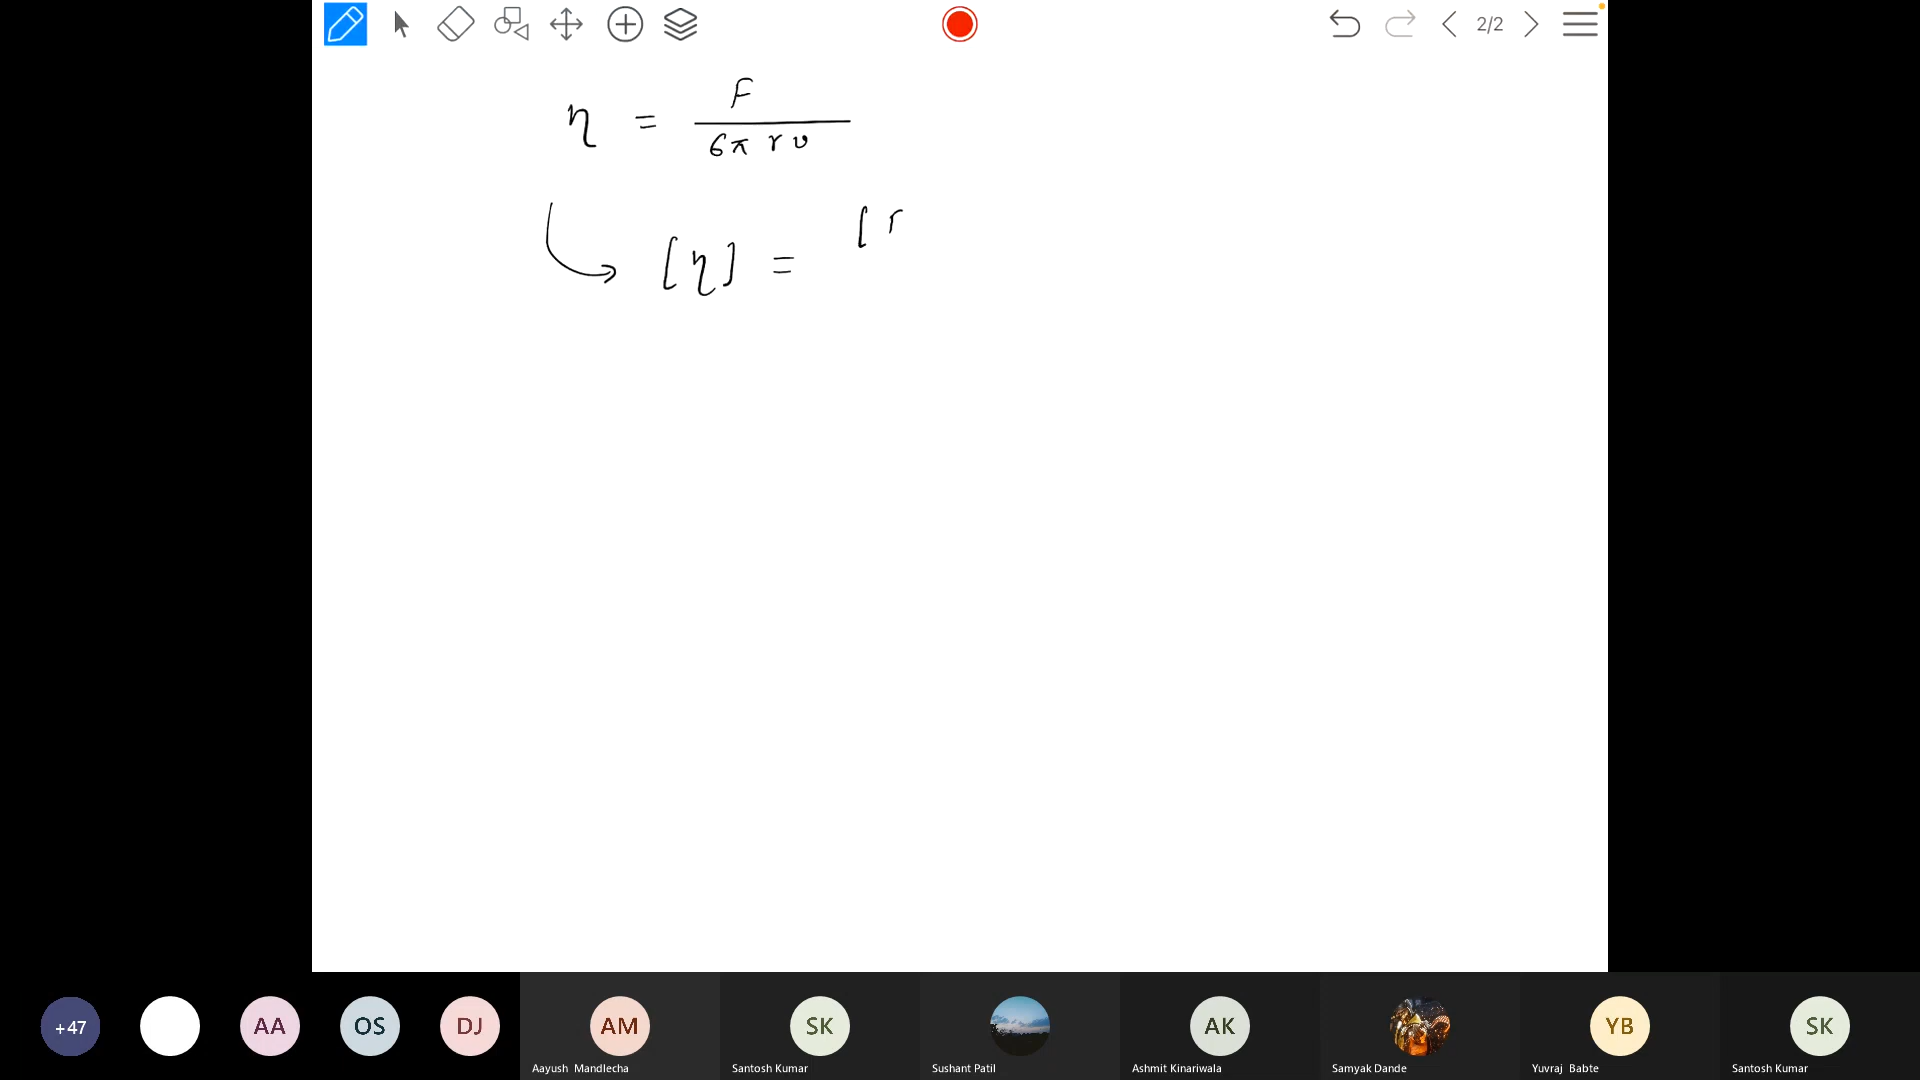 2/2
η = F / 6π r v
[η] = [
+47 AA OS DJ AM SK AK YB SK
Aayush Mandlecha Santosh Kumar Sushant Patil Ashmit Kinariwala Samyak Dande Yuvraj Babte Santosh Kumar